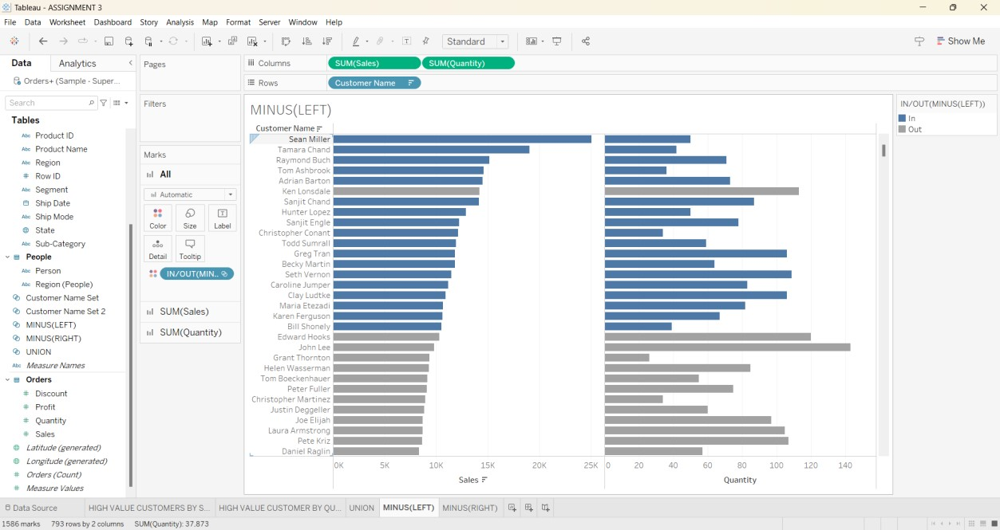 Tableau - ASSIGNMENT 3
File Data Worksheet Dashboard Story Analysis Map Format Server Window Help
Standard
Show Me
Data Analytics
Orders+ (Sample - Super...
Search
Tables
Abc Product ID
Abc Product Name
Abc Region
# Row ID
Abc Segment
Ship Date
Abc Ship Mode
State
Abc Sub-Category
People
Abc Person
Abc Region (People)
Customer Name Set
Customer Name Set 2
MINUS(LEFT)
MINUS(RIGHT)
UNION
Abc Measure Names
Orders
# Discount
# Profit
# Quantity
# Sales
Latitude (generated)
Longitude (generated)
# Orders (Count)
# Measure Values
Pages
Filters
Marks
All
Automatic
Color Size Label
Detail Tooltip
IN/OUT(MIN..
SUM(Sales)
SUM(Quantity)
Columns SUM(Sales) SUM(Quantity)
Rows Customer Name
MINUS(LEFT)
Customer Name
Sean Miller
Tamara Chand
Raymond Buch
Tom Ashbrook
Adrian Barton
Ken Lonsdale
Sanjit Chand
Hunter Lopez
Sanjit Engle
Christopher Conant
Todd Sumrall
Greg Tran
Becky Martin
Seth Vernon
Caroline Jumper
Clay Ludtke
Maria Etezadi
Karen Ferguson
Bill Shonely
Edward Hooks
John Lee
Grant Thornton
Helen Wasserman
Tom Boeckenhauer
Peter Fuller
Christopher Martinez
Justin Deggeller
Joe Elijah
Laura Armstrong
Pete Kriz
Daniel Raglin
0K 5K 10K 15K 20K 25K 0 20 40 60 80 100 120 140
Sales Quantity
IN/OUT(MINUS(LEFT))
In
Out
Data Source HIGH VALUE CUSTOMERS BY S... HIGH VALUE CUSTOMER BY QU... UNION MINUS(LEFT) MINUS(RIGHT)
1586 marks 793 rows by 2 columns SUM(Quantity): 37,873